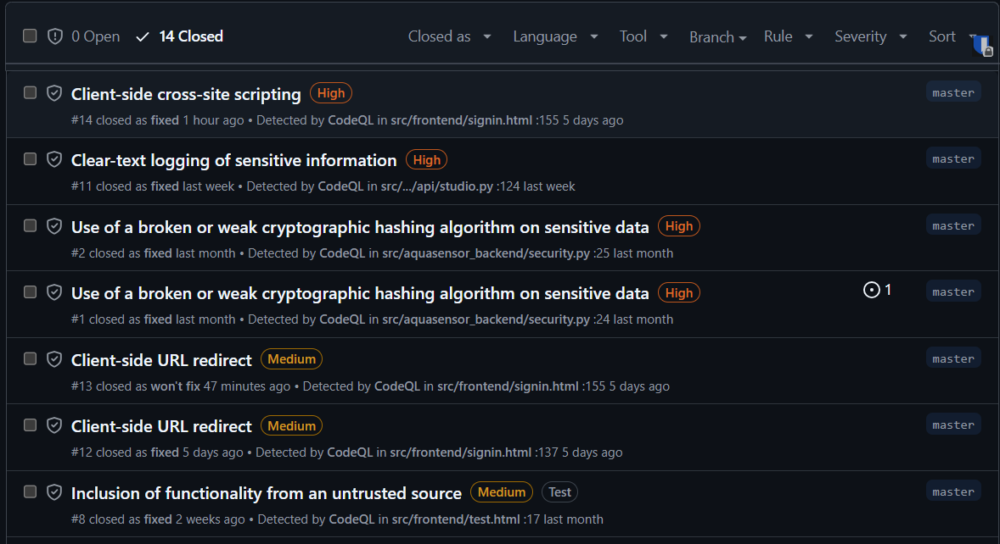 0 Open 14 Closed Closed as Language Tool Branch Rule Severity Sort
Client-side cross-site scripting High master
#14 closed as fixed 1 hour ago • Detected by CodeQL in src/frontend/signin.html :155 5 days ago
Clear-text logging of sensitive information High master
#11 closed as fixed last week • Detected by CodeQL in src/.../api/studio.py :124 last week
Use of a broken or weak cryptographic hashing algorithm on sensitive data High master
#2 closed as fixed last month • Detected by CodeQL in src/aquasensor_backend/security.py :25 last month
Use of a broken or weak cryptographic hashing algorithm on sensitive data High 1 master
#1 closed as fixed last month • Detected by CodeQL in src/aquasensor_backend/security.py :24 last month
Client-side URL redirect Medium master
#13 closed as won't fix 47 minutes ago • Detected by CodeQL in src/frontend/signin.html :155 5 days ago
Client-side URL redirect Medium master
#12 closed as fixed 5 days ago • Detected by CodeQL in src/frontend/signin.html :137 5 days ago
Inclusion of functionality from an untrusted source Medium Test master
#8 closed as fixed 2 weeks ago • Detected by CodeQL in src/frontend/test.html :17 last month